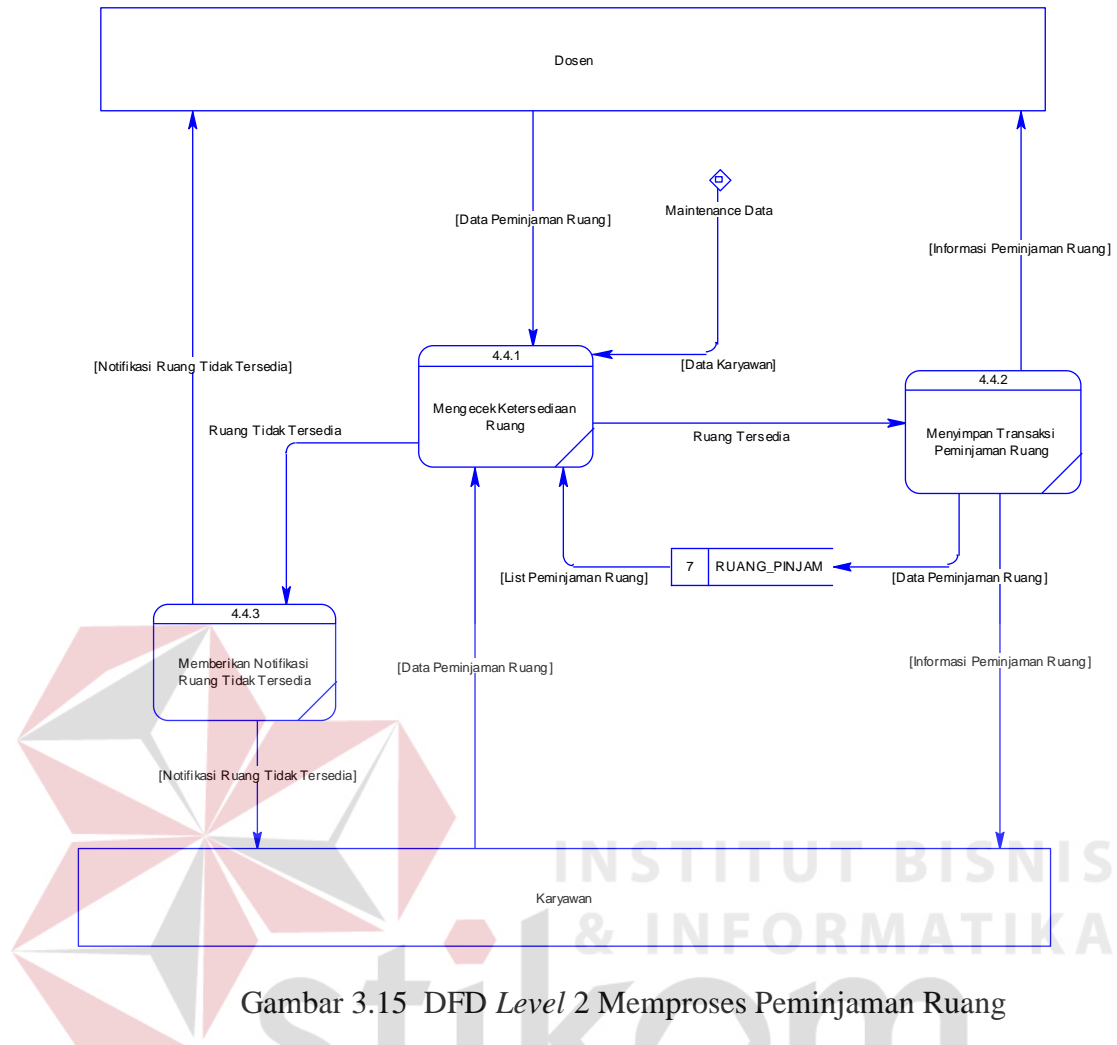 Dosen
[Data Peminjaman Ruang]
Maintenance Data
[Informasi Peminjaman Ruang]
[Notifikasi Ruang Tidak Tersedia]
4.4.1
Mengecek Ketersediaan
Ruang
[Data Karyawan]
4.4.2
Menyimpan Transaksi
Peminjaman Ruang
Ruang Tidak Tersedia
Ruang Tersedia
[List Peminjaman Ruang]
7
RUANG_PINJAM
[Data Peminjaman Ruang]
4.4.3
Memberikan Notifikasi
Ruang Tidak Tersedia
[Data Peminjaman Ruang]
[Informasi Peminjaman Ruang]
[Notifikasi Ruang Tidak Tersedia]
Karyawan
INSTITUT BISNIS
& INFORMATIKA
stikom
Gambar 3.15 DFD Level 2 Memproses Peminjaman Ruang